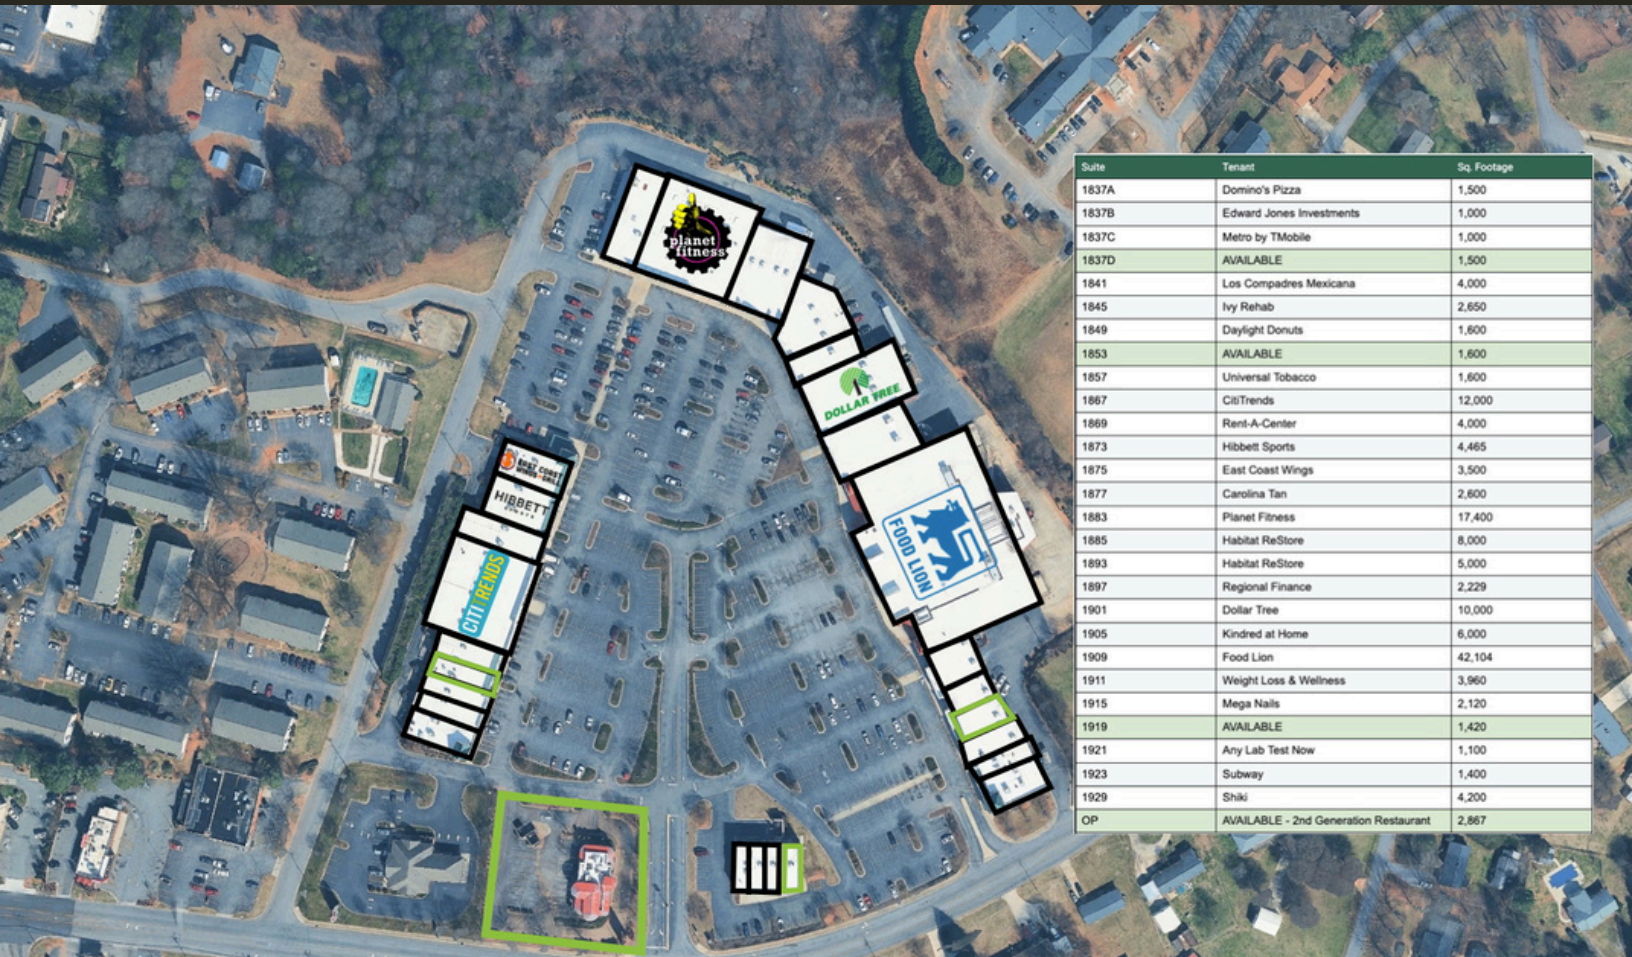 planet
fitness
DOLLAR TREE
EAST COAST
WINGS + GRILL
HIBBETT
SPORTS
FOOD LION
CITITRENDS
Suite Tenant Sq. Footage
1837A Domino's Pizza 1,500
1837B Edward Jones Investments 1,000
1837C Metro by TMobile 1,000
1837D AVAILABLE 1,500
1841 Los Compadres Mexicana 4,000
1845 Ivy Rehab 2,650
1849 Daylight Donuts 1,600
1853 AVAILABLE 1,600
1857 Universal Tobacco 1,600
1867 CitiTrends 12,000
1869 Rent-A-Center 4,000
1873 Hibbett Sports 4,465
1875 East Coast Wings 3,500
1877 Carolina Tan 2,600
1883 Planet Fitness 17,400
1885 Habitat ReStore 8,000
1893 Habitat ReStore 5,000
1897 Regional Finance 2,229
1901 Dollar Tree 10,000
1905 Kindred at Home 6,000
1909 Food Lion 42,104
1911 Weight Loss & Wellness 3,960
1915 Mega Nails 2,120
1919 AVAILABLE 1,420
1921 Any Lab Test Now 1,100
1923 Subway 1,400
1929 Shiki 4,200
OP AVAILABLE - 2nd Generation Restaurant 2,867